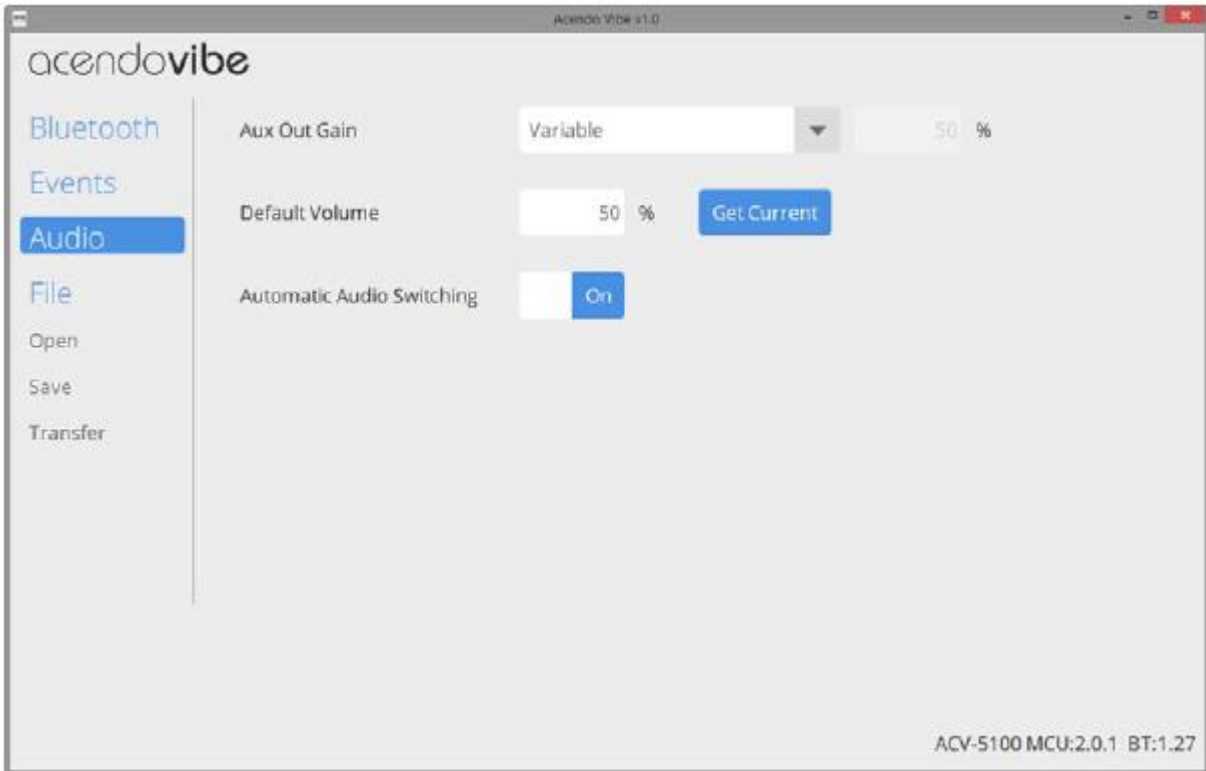 Acendo Vibe v1.0
acendovibe
Bluetooth
Events
Audio
File
Open
Save
Transfer
Aux Out Gain Variable 50 %
Default Volume 50 % Get Current
Automatic Audio Switching On
ACV-5100 MCU:2.0.1 BT:1.27